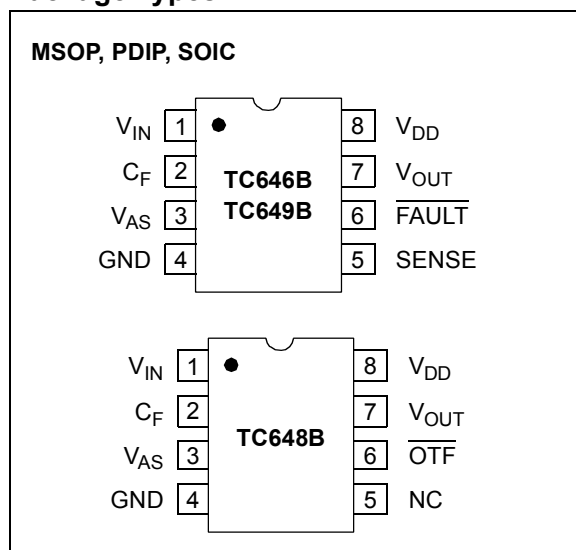 MSOP, PDIP, SOIC
VIN 1 8 VDD
CF 2 7 VOUT
TC646B
VAS 3 6 FAULT
TC649B
GND 4 5 SENSE
VIN 1 8 VDD
CF 2 7 VOUT
TC648B
VAS 3 6 OTF
GND 4 5 NC